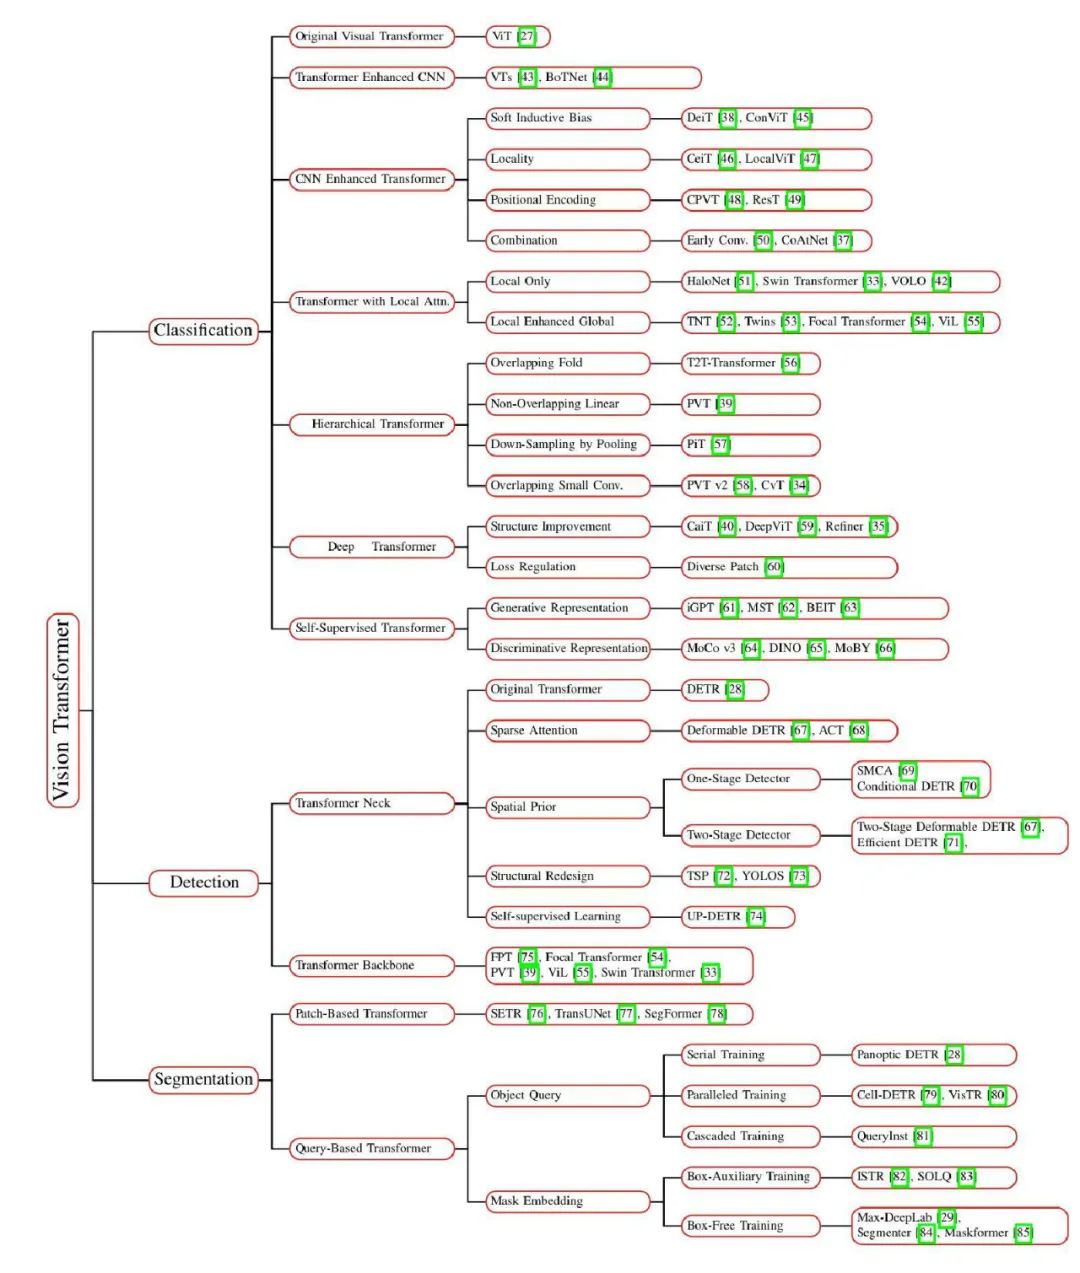 Vision Transformer
Classification
Original Visual Transformer
ViT [27]
Transformer Enhanced CNN
VTs [43], BoTNet [44]
CNN Enhanced Transformer
Soft Inductive Bias
DeiT [38], ConViT [45]
Locality
CeiT [46], LocalViT [47]
Positional Encoding
CPVT [48], ResT [49]
Combination
Early Conv. [50], CoAtNet [37]
Transformer with Local Attn.
Local Only
HaloNet [51], Swin Transformer [33], VOLO [42]
Local Enhanced Global
TNT [52], Twins [53], Focal Transformer [54], ViL [55]
Hierarchical Transformer
Overlapping Fold
T2T-Transformer [56]
Non-Overlapping Linear
PVT [39]
Down-Sampling by Pooling
PiT [57]
Overlapping Small Conv.
PVT v2 [58], CvT [34]
Deep Transformer
Structure Improvement
CaiT [40], DeepViT [59], Refiner [35]
Loss Regulation
Diverse Patch [60]
Self-Supervised Transformer
Generative Representation
iGPT [61], MST [62], BEIT [63]
Discriminative Representation
MoCo v3 [64], DINO [65], MoBY [66]
Detection
Transformer Neck
Original Transformer
DETR [28]
Sparse Attention
Deformable DETR [67], ACT [68]
Spatial Prior
One-Stage Detector
SMCA [69]
Conditional DETR [70]
Two-Stage Detector
Two-Stage Deformable DETR [67],
Efficient DETR [71],
Structural Redesign
TSP [72], YOLOS [73]
Self-supervised Learning
UP-DETR [74]
Transformer Backbone
FPT [75], Focal Transformer [54],
PVT [39], ViL [55], Swin Transformer [33]
Segmentation
Patch-Based Transformer
SETR [76], TransUNet [77], SegFormer [78]
Query-Based Transformer
Object Query
Serial Training
Panoptic DETR [28]
Paralleled Training
Cell-DETR [79], VisTR [80]
Cascaded Training
QueryInst [81]
Mask Embedding
Box-Auxiliary Training
ISTR [82], SOLQ [83]
Box-Free Training
Max-DeepLab [29],
Segmenter [84], Maskformer [85]